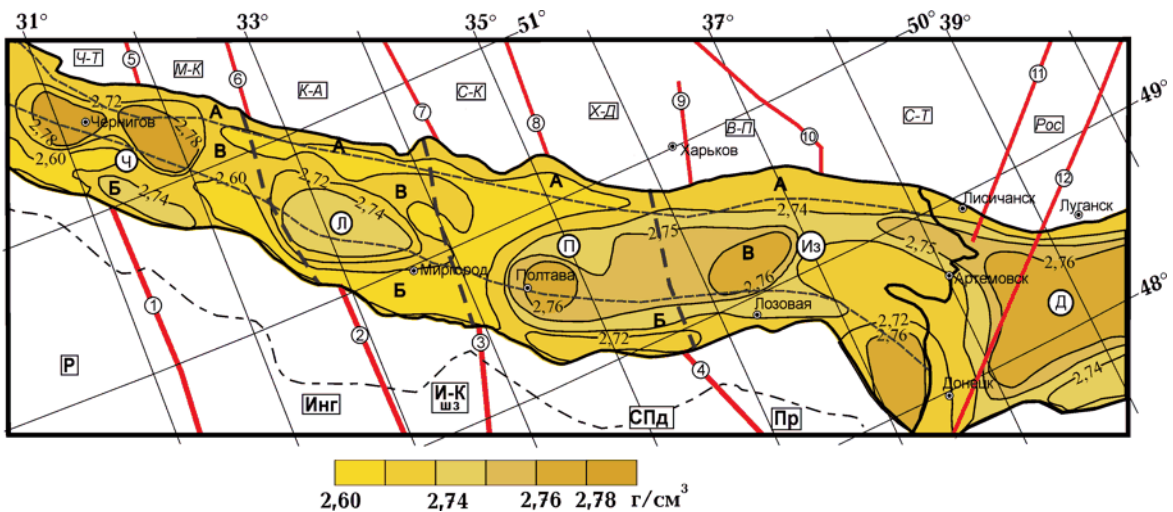 31° 33° 35° 51° 37° 50° 39°
5 Ч-Т М-К 6 К-А 7 С-К 8 Х-Д 9 В-П 10 С-Т 11 Рос 49°
2,72 А
Чернигов 2,78 2,78
2,60 Ч В А Харьков 12
Б 2,74 2,60 2,72 В А А Лисичанск Луганск
2,74 2,74
Л П 2,75 Из 2,75
В 2,76
Миргород Полтава 2,76 Артемовск 48°
1 Б 2,76 Лозовая Д
Б
2 3 2,72 2,72
2,76
Р 4 2,74
Инг И-К Донецк
шз
СПд Пр
2,60 2,74 2,76 2,78 г/см³